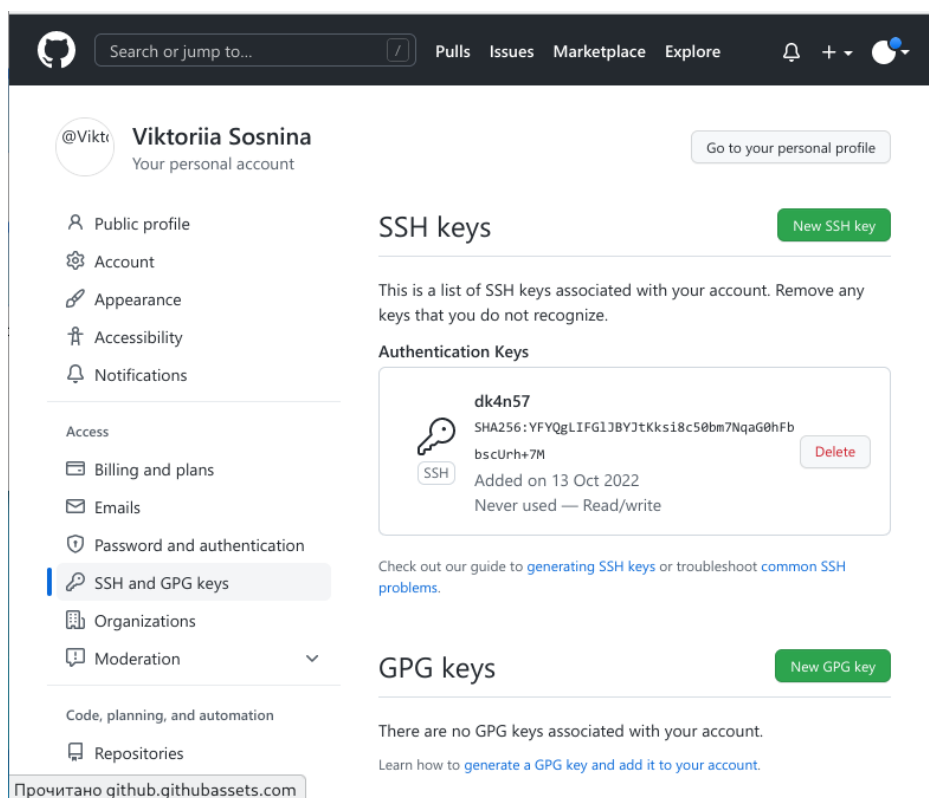 Search or jump to... /
Pulls Issues Marketplace Explore
@Vikto
Viktoriia Sosnina
Your personal account
Go to your personal profile
Public profile
Account
Appearance
Accessibility
Notifications
Access
Billing and plans
Emails
Password and authentication
SSH and GPG keys
Organizations
Moderation
Code, planning, and automation
Repositories
SSH keys
New SSH key
This is a list of SSH keys associated with your account. Remove any
keys that you do not recognize.
Authentication Keys
dk4n57
SHA256:YFYQgLIFGlJBYJtKksi8c50bm7NqaG0hFb
bscUrh+7M
SSH
Added on 13 Oct 2022
Never used — Read/write
Delete
Check out our guide to generating SSH keys or troubleshoot common SSH
problems.
GPG keys
New GPG key
There are no GPG keys associated with your account.
Learn how to generate a GPG key and add it to your account.
Прочитано github.githubassets.com